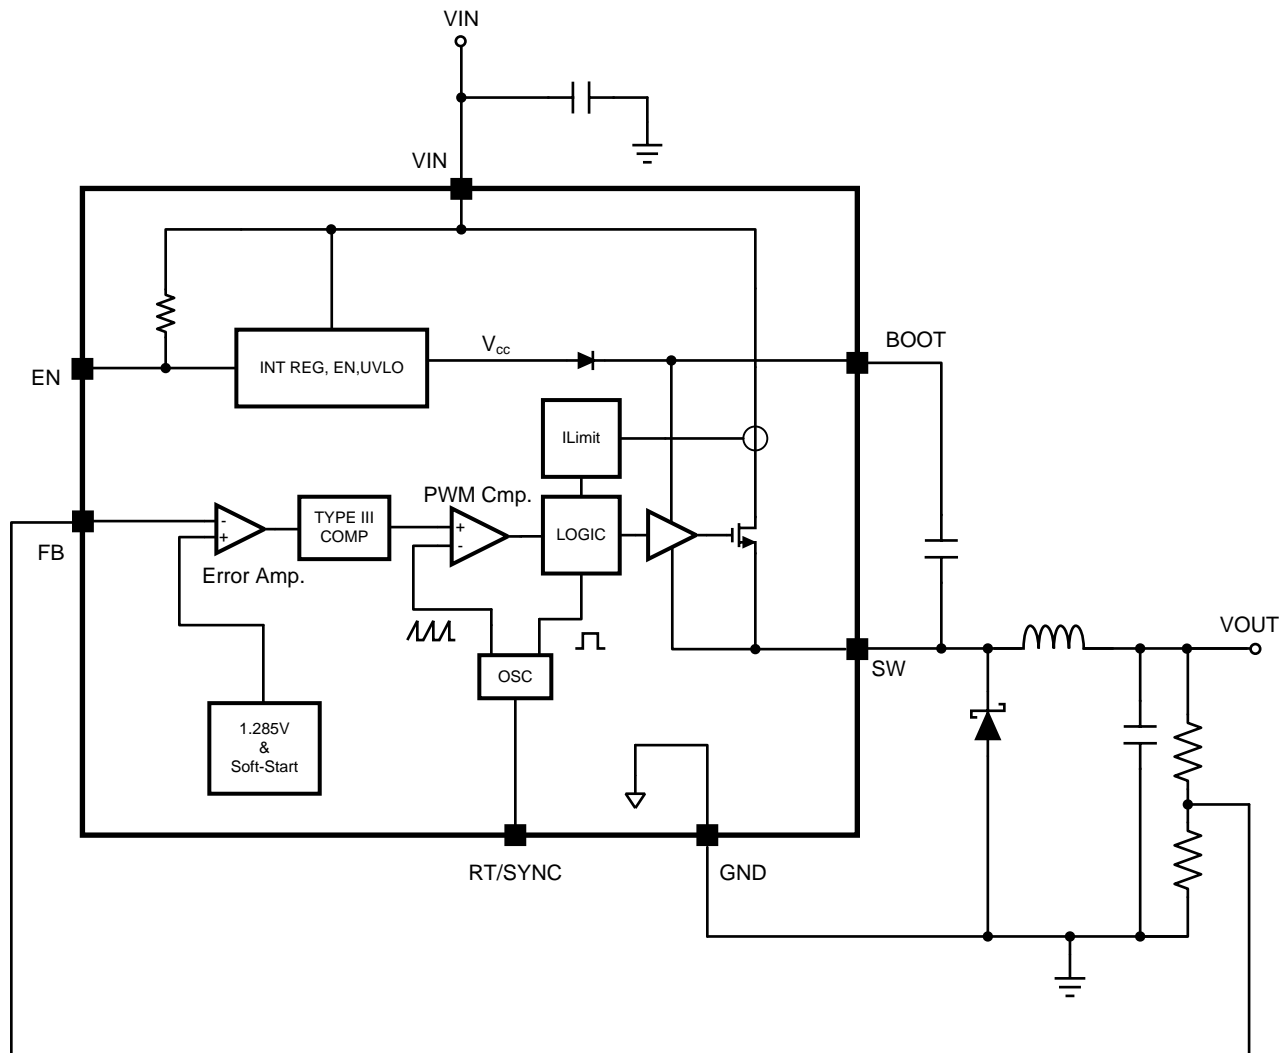 VIN
VIN
BOOT
EN
INT REG, EN,UVLO
Vcc
ILimit
PWM Cmp.
FB
-
+
Error Amp.
TYPE III
COMP
+
-
LOGIC
OSC
1.285V
&
Soft-Start
SW
VOUT
RT/SYNC
GND